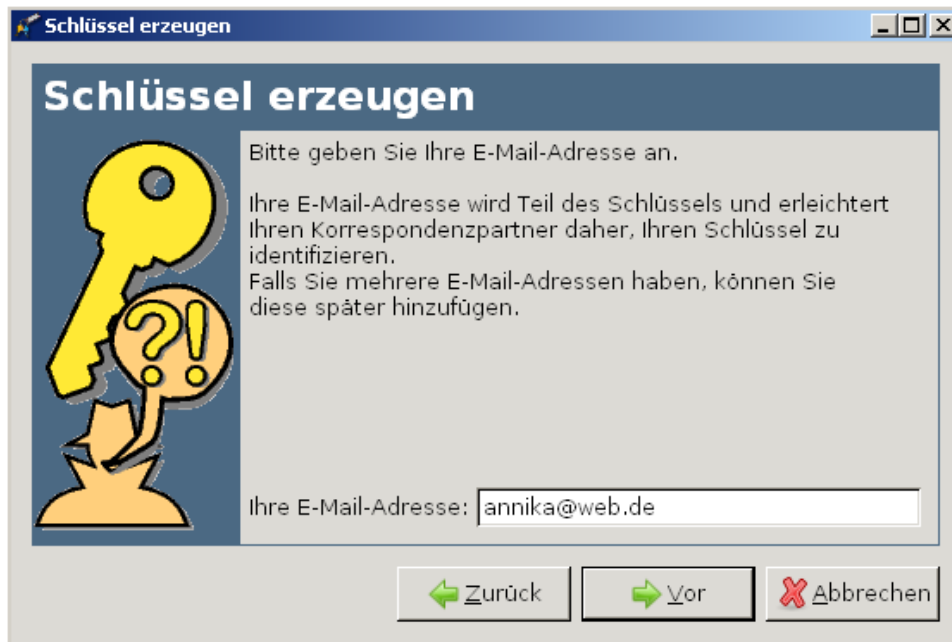 Schlüssel erzeugen
Schlüssel erzeugen
Bitte geben Sie Ihre E-Mail-Adresse an.
Ihre E-Mail-Adresse wird Teil des Schlüssels und erleichtert
Ihren Korrespondenzpartner daher, Ihren Schlüssel zu
identifizieren.
Falls Sie mehrere E-Mail-Adressen haben, können Sie
diese später hinzufügen.
?!
Ihre E-Mail-Adresse: annika@web.de
Zurück Vor Abbrechen